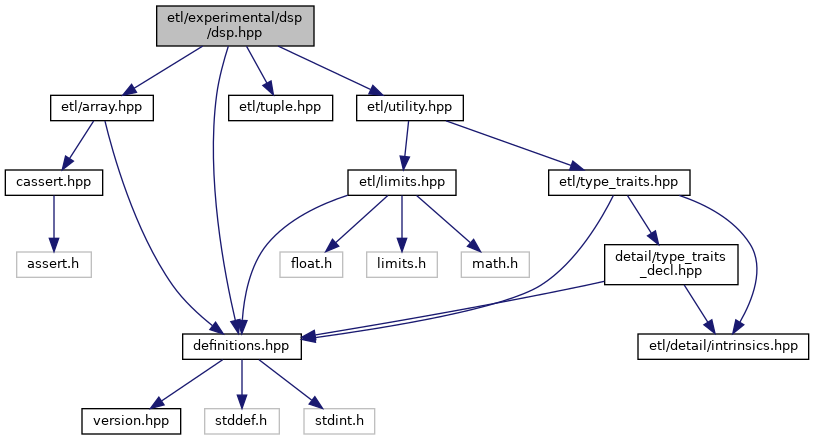 etl/experimental/dsp
/dsp.hpp
etl/array.hpp
etl/tuple.hpp
etl/utility.hpp
cassert.hpp
etl/limits.hpp
etl/type_traits.hpp
assert.h
float.h
limits.h
math.h
detail/type_traits
_decl.hpp
definitions.hpp
etl/detail/intrinsics.hpp
version.hpp
stddef.h
stdint.h